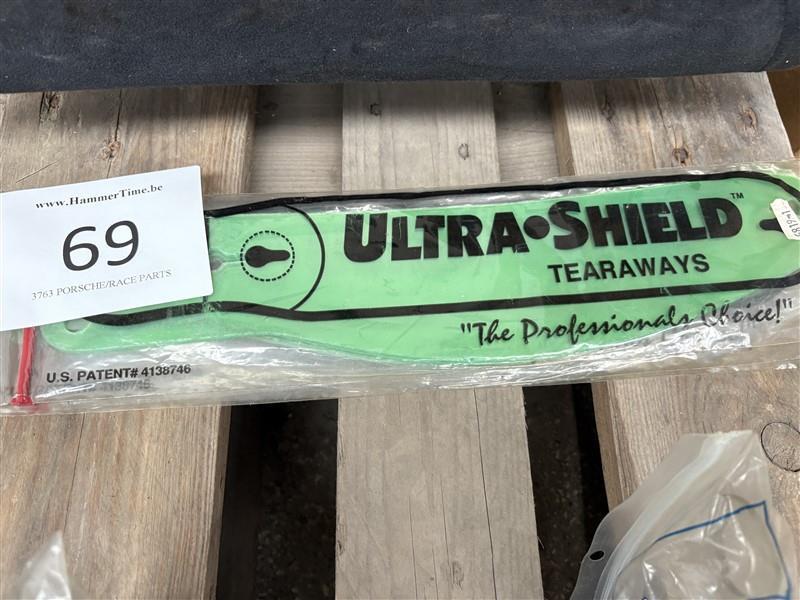 www.HammerTime.be
69
3763 PORSCHE/RACE PARTS
ULTRA•SHIELD™
TEARAWAYS
"The Professionals Choice!"
U.S. PATENT# 4138746